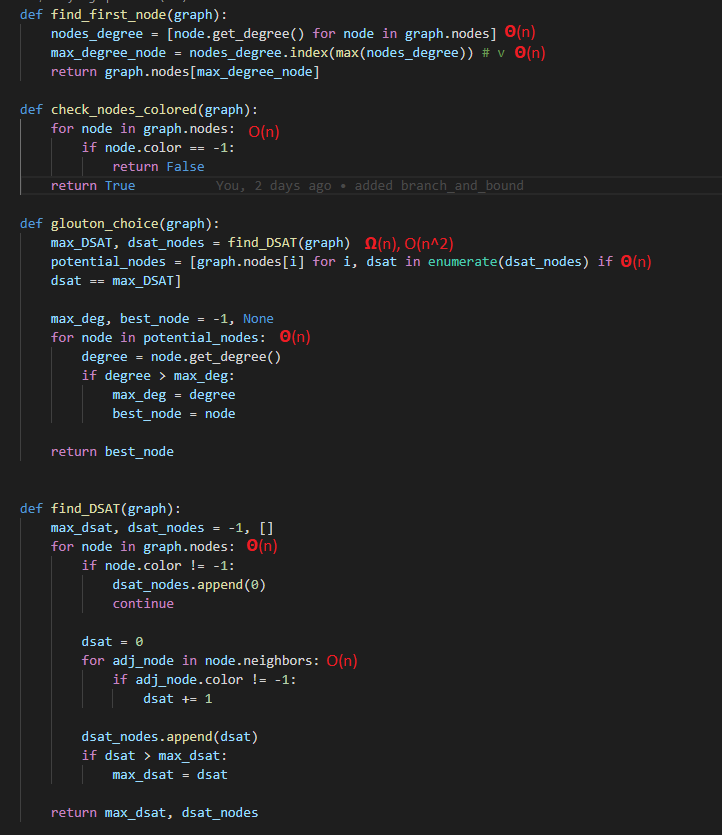 def find_first_node(graph):
    nodes_degree = [node.get_degree() for node in graph.nodes] Θ(n)
    max_degree_node = nodes_degree.index(max(nodes_degree)) # v Θ(n)
    return graph.nodes[max_degree_node]
def check_nodes_colored(graph):
    for node in graph.nodes: O(n)
        if node.color == -1:
            return False
    return True You, 2 days ago • added branch_and_bound
def glouton_choice(graph):
    max_DSAT, dsat_nodes = find_DSAT(graph) Ω(n), O(n^2)
    potential_nodes = [graph.nodes[i] for i, dsat in enumerate(dsat_nodes) if Θ(n)
    dsat == max_DSAT]
    max_deg, best_node = -1, None
    for node in potential_nodes: Θ(n)
        degree = node.get_degree()
        if degree > max_deg:
            max_deg = degree
            best_node = node
    return best_node
def find_DSAT(graph):
    max_dsat, dsat_nodes = -1, []
    for node in graph.nodes: Θ(n)
        if node.color != -1:
            dsat_nodes.append(0)
            continue
        dsat = 0
        for adj_node in node.neighbors: O(n)
            if adj_node.color != -1:
                dsat += 1
        dsat_nodes.append(dsat)
        if dsat > max_dsat:
            max_dsat = dsat
    return max_dsat, dsat_nodes